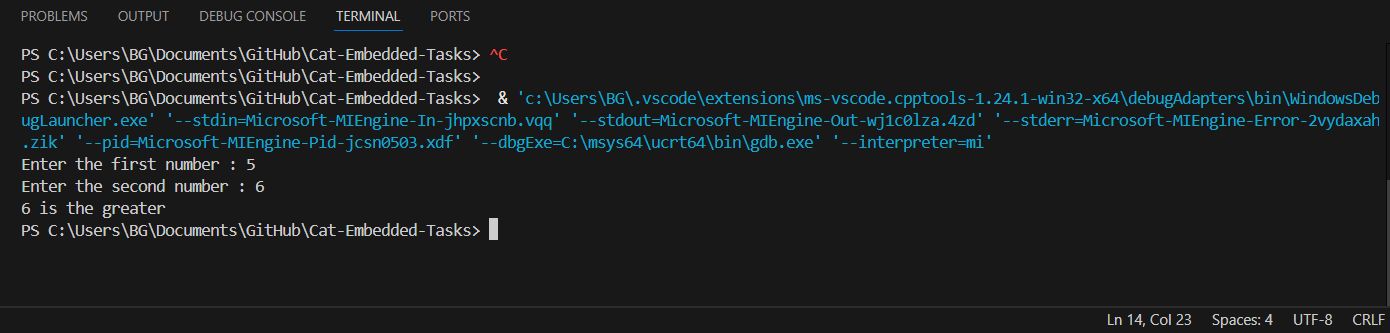 PROBLEMS OUTPUT DEBUG CONSOLE TERMINAL PORTS
PS C:\Users\BG\Documents\GitHub\Cat-Embedded-Tasks> ^C
PS C:\Users\BG\Documents\GitHub\Cat-Embedded-Tasks>
PS C:\Users\BG\Documents\GitHub\Cat-Embedded-Tasks>  & 'c:\Users\BG\.vscode\extensions\ms-vscode.cpptools-1.24.1-win32-x64\debugAdapters\bin\WindowsDeb
ugLauncher.exe' '--stdin=Microsoft-MIEngine-In-jhpxscnb.vqq' '--stdout=Microsoft-MIEngine-Out-wj1c0lza.4zd' '--stderr=Microsoft-MIEngine-Error-2vydaxah
.zik' '--pid=Microsoft-MIEngine-Pid-jcsn0503.xdf' '--dbgExe=C:\msys64\ucrt64\bin\gdb.exe' '--interpreter=mi'
Enter the first number : 5
Enter the second number : 6
6 is the greater
PS C:\Users\BG\Documents\GitHub\Cat-Embedded-Tasks>
Ln 14, Col 23 Spaces: 4 UTF-8 CRLF